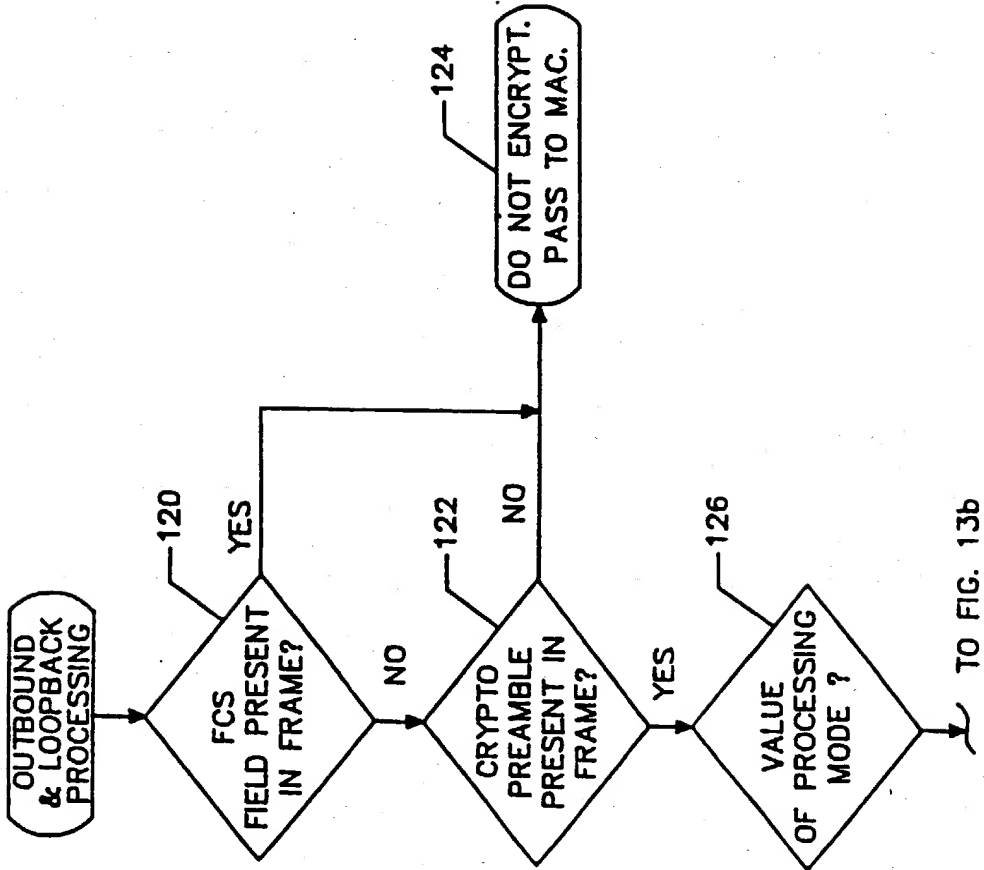 OUTBOUND
& LOOPBACK
PROCESSING
120
FCS
FIELD PRESENT
IN FRAME?
YES
NO
122
CRYPTO
PREAMBLE
PRESENT IN
FRAME?
NO
124
DO NOT ENCRYPT.
PASS TO MAC.
YES
126
VALUE
OF PROCESSING
MODE ?
TO FIG. 13b